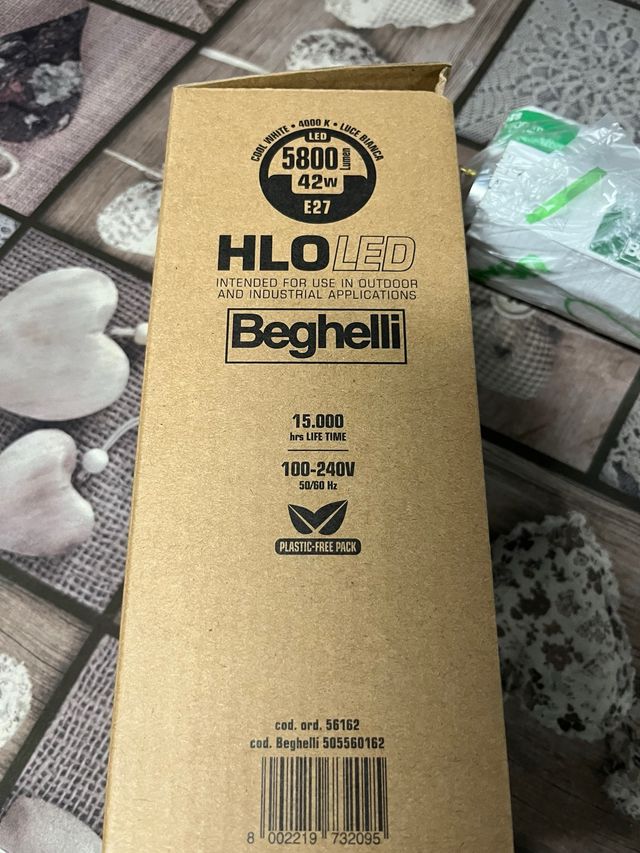 COOL WHITE • 4000 K • LUCE BIANCA
LED
5800 Lumen
42W
E27
HLO LED
INTENDED FOR USE IN OUTDOOR
AND INDUSTRIAL APPLICATIONS
Beghelli
15.000
hrs LIFE TIME
100-240V
50/60 Hz
PLASTIC-FREE PACK
cod. ord. 56162
cod. Beghelli 505560162
8 002219 732095